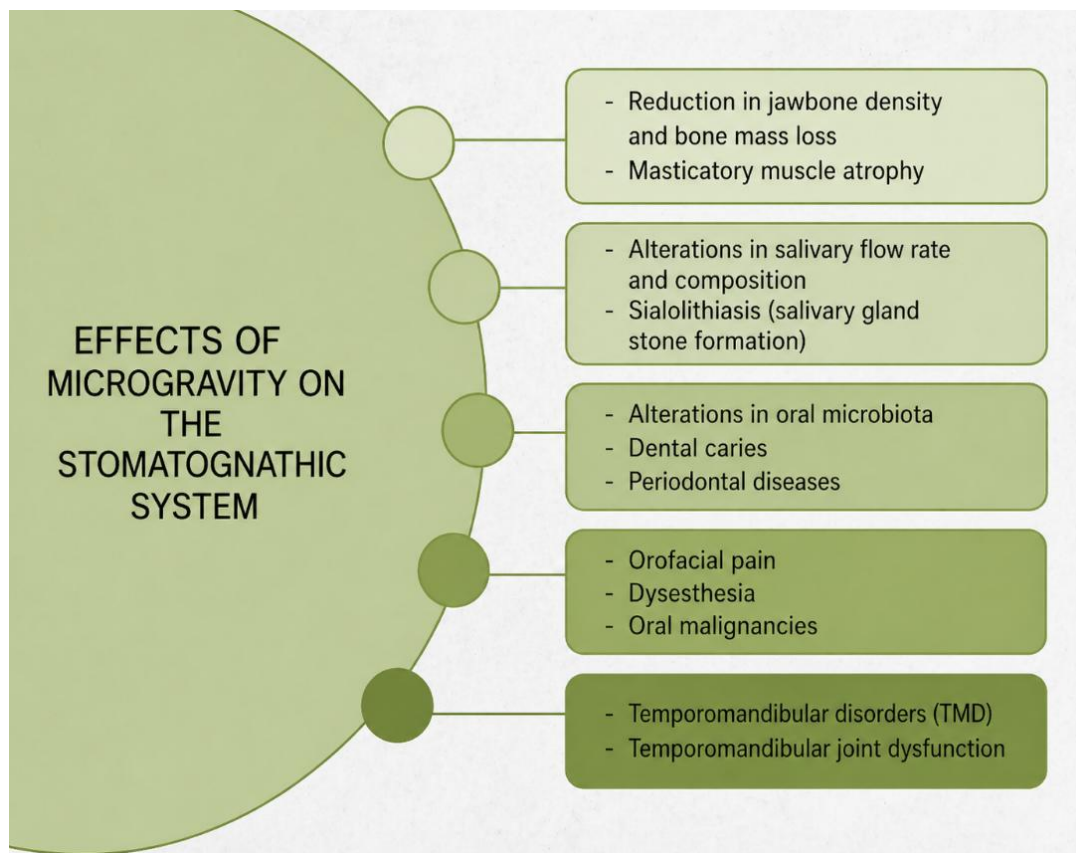 EFFECTS OF
MICROGRAVITY ON
THE
STOMATOGNATHIC
SYSTEM
- Reduction in jawbone density
and bone mass loss
- Masticatory muscle atrophy
- Alterations in salivary flow rate
and composition
- Sialolithiasis (salivary gland
stone formation)
- Alterations in oral microbiota
- Dental caries
- Periodontal diseases
- Orofacial pain
- Dysesthesia
- Oral malignancies
- Temporomandibular disorders (TMD)
- Temporomandibular joint dysfunction